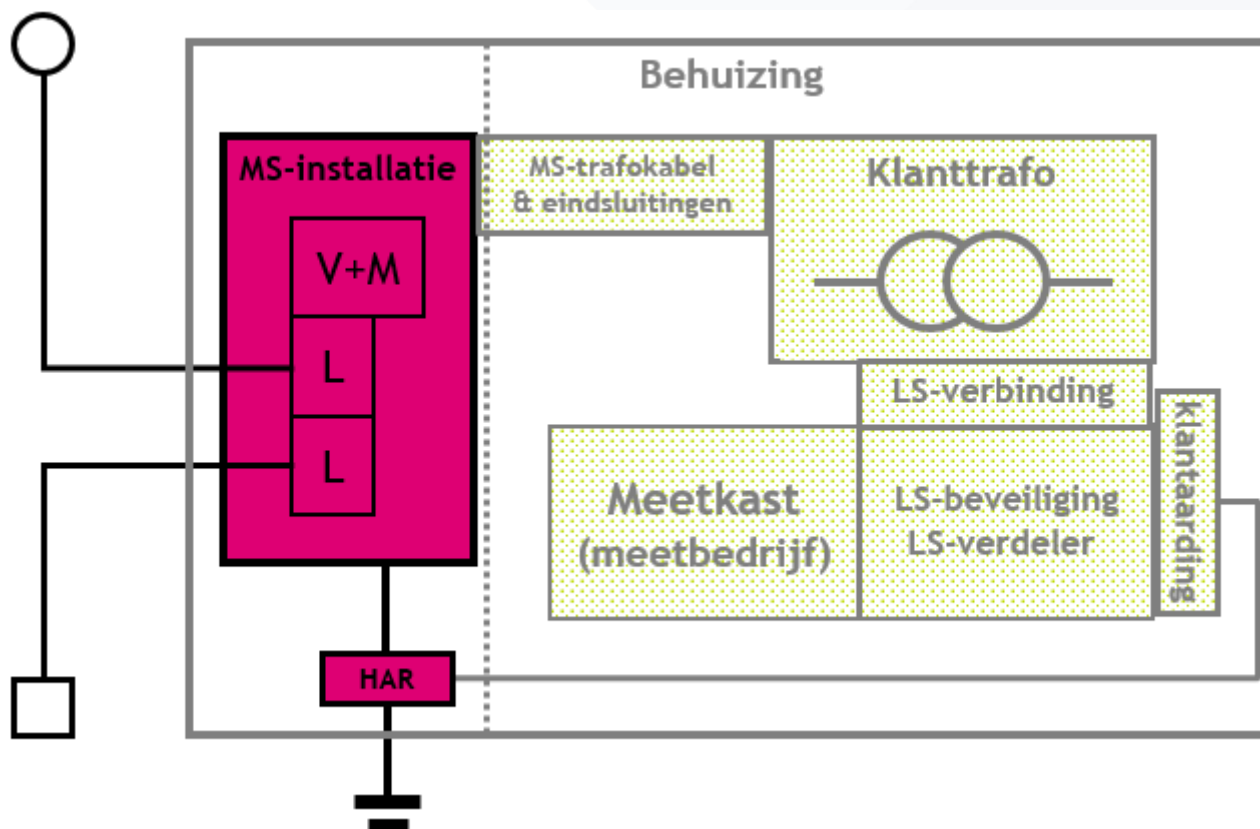 Behuizing
MS-installatie
V+M
L
L
HAR
MS-trafokabel
& eindsluitingen
Klanttrafo
LS-verbinding
Meetkast
(meetbedrijf)
LS-beveiliging
LS-verdeler
klantaarding